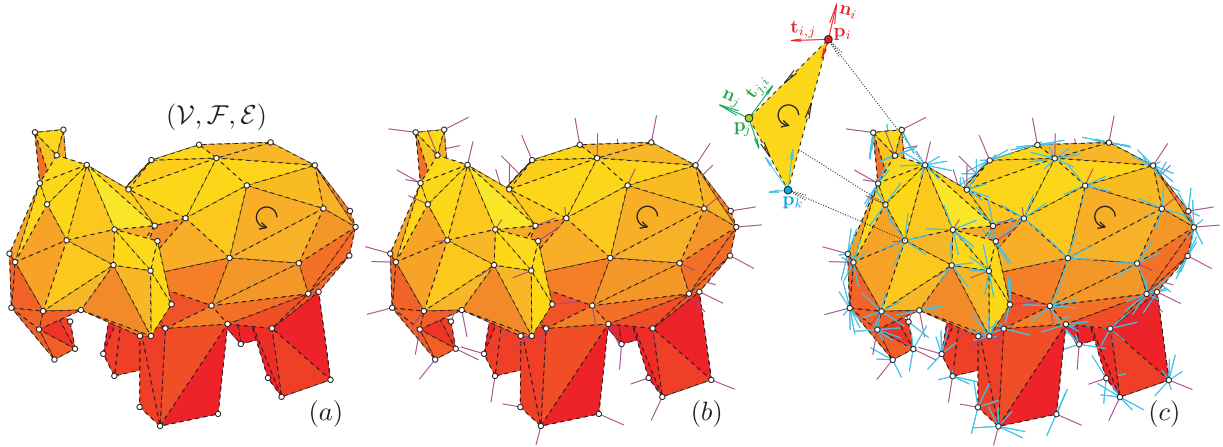 (𝒱, ℱ, ℰ)
n_i
t_{i,j}
p_i
n_j
t_{j,i}
p_j
p_k
(a)
(b)
(c)